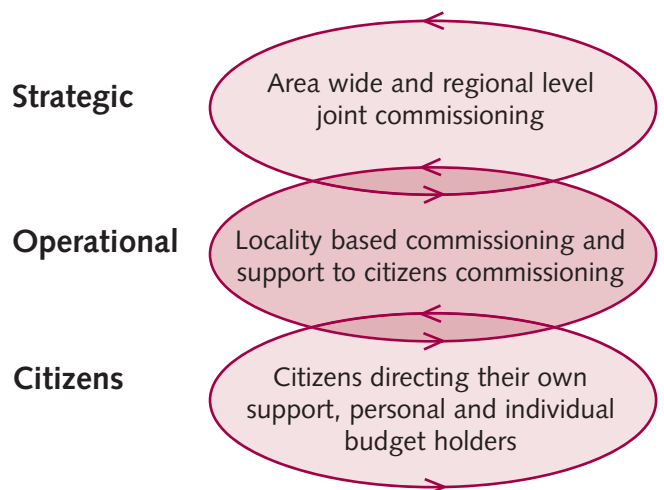 Strategic
Area wide and regional level
joint commissioning
Operational
Locality based commissioning and
support to citizens commissioning
Citizens
Citizens directing their own
support, personal and individual
budget holders